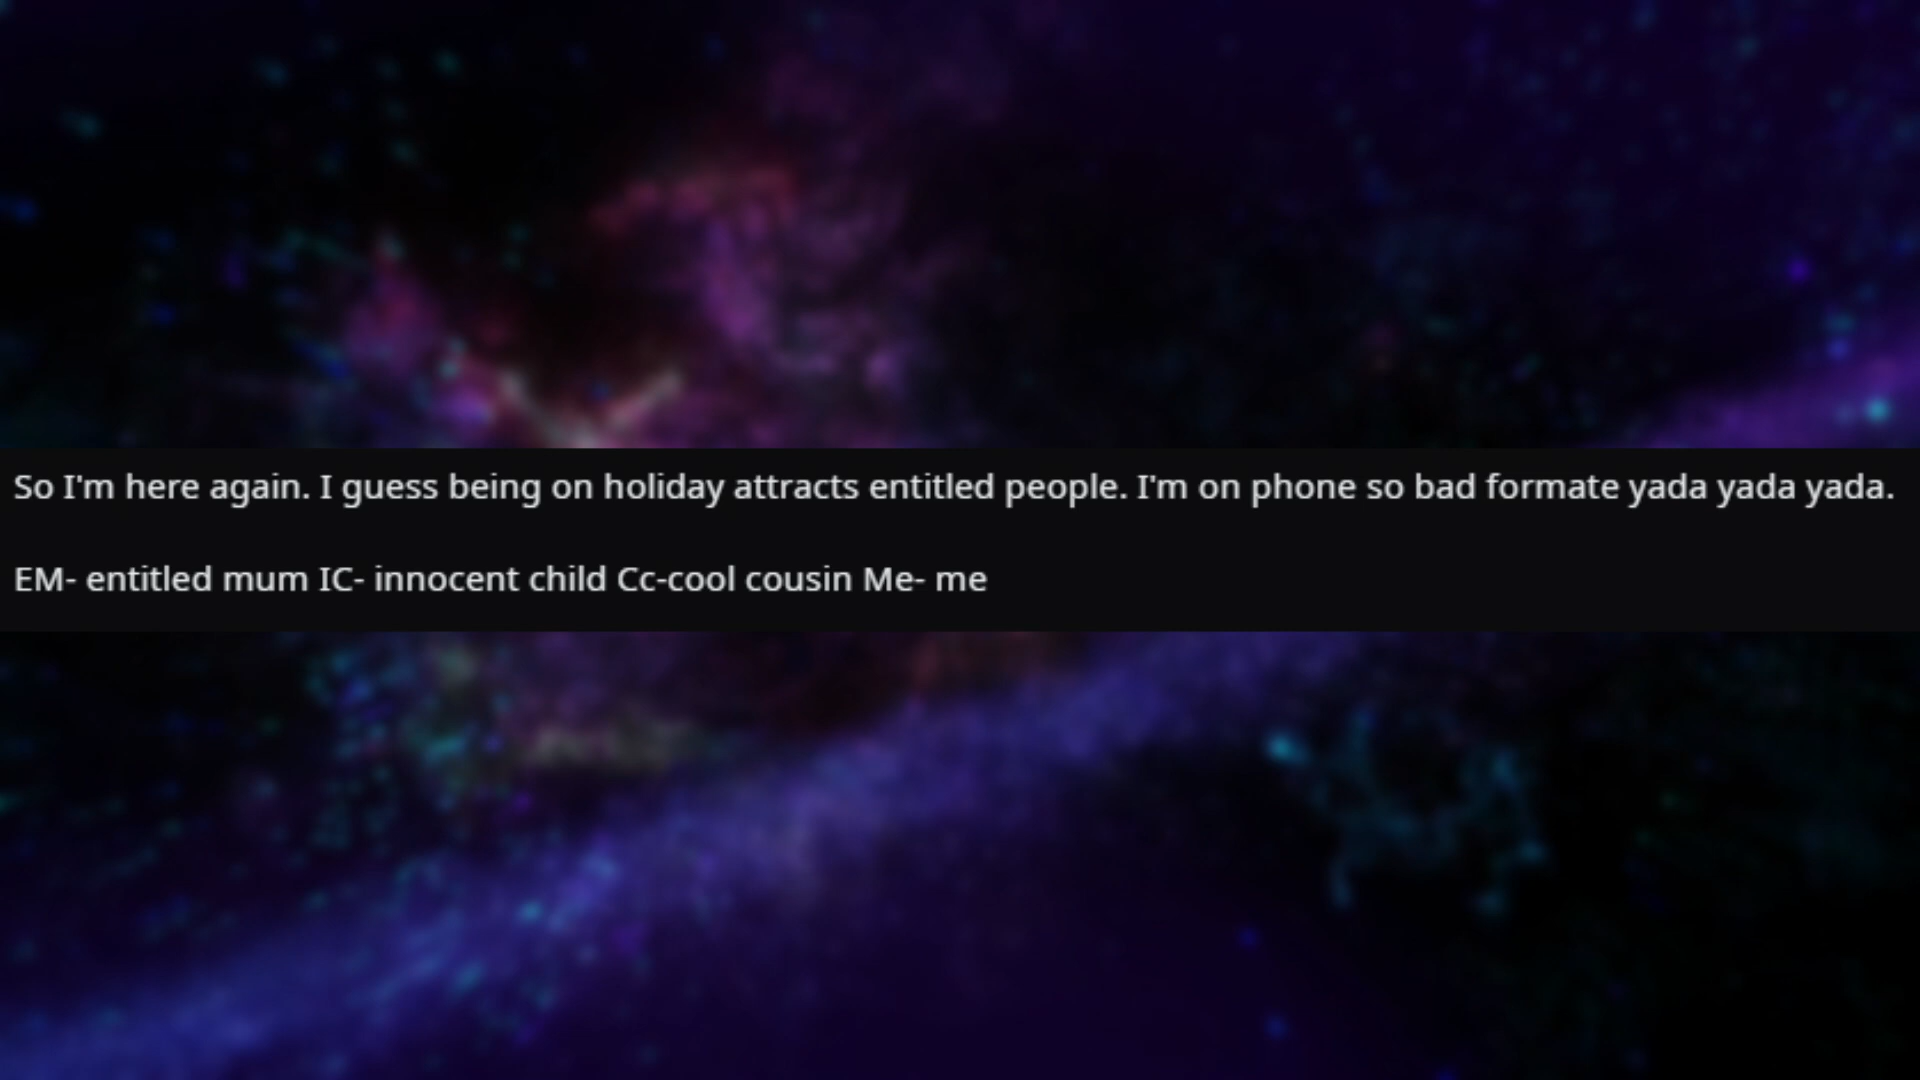 So I'm here again. I guess being on holiday attracts entitled people. I'm on phone so bad formate yada yada yada.
EM- entitled mum IC- innocent child Cc-cool cousin Me- me